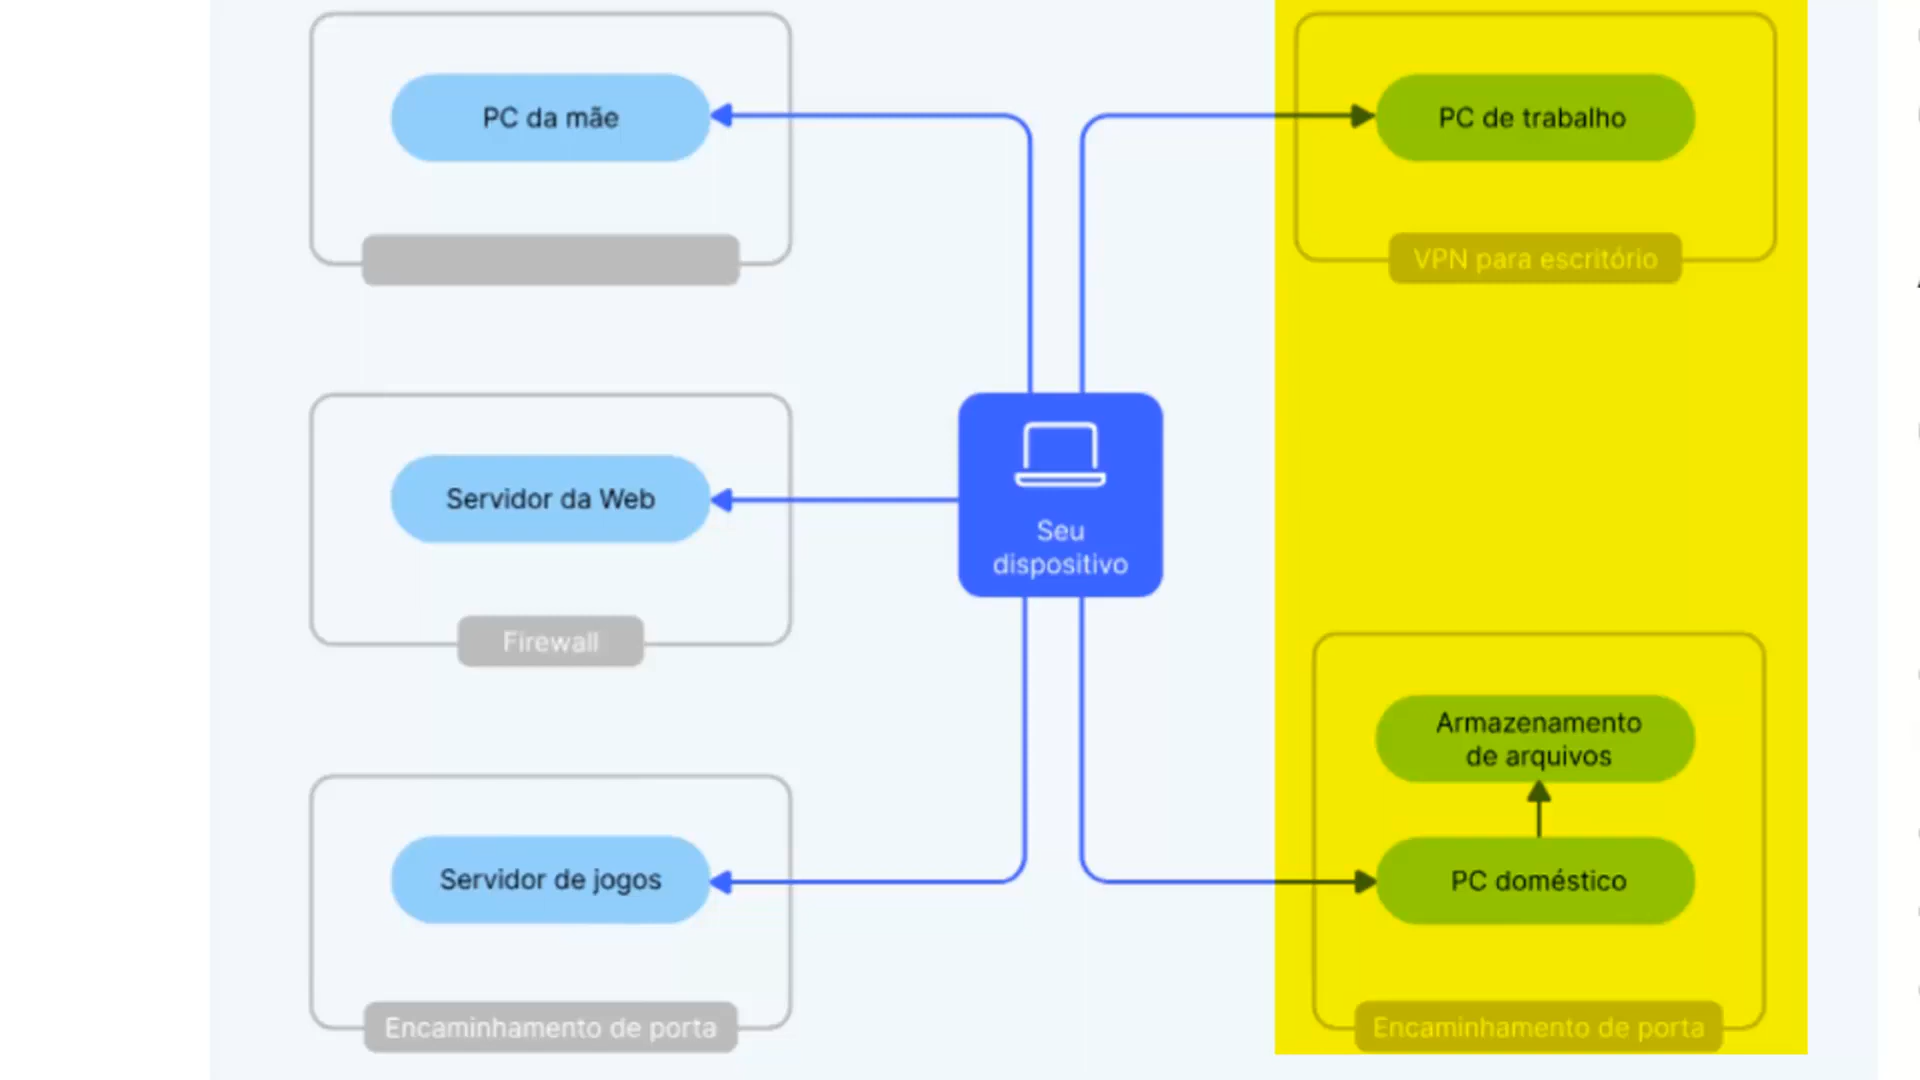 PC da mãe
PC de trabalho
VPN para escritório
Servidor da Web
Seu
dispositivo
Firewall
Armazenamento
de arquivos
Servidor de jogos
PC doméstico
Encaminhamento de porta
Encaminhamento de porta